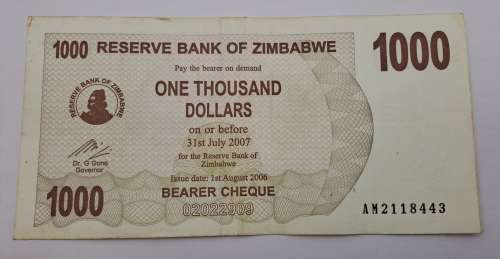 1000 RESERVE BANK OF ZIMBABWE 1000
Pay the bearer on demand
ONE THOUSAND
DOLLARS
RESERVE BANK OF ZIMBABWE
on or before
31st July 2007
Dr. G Gono
Governor
for the Reserve Bank of
Zimbabwe
Issue date: 1st August 2006
1000 BEARER CHEQUE
02022989
AM2118443